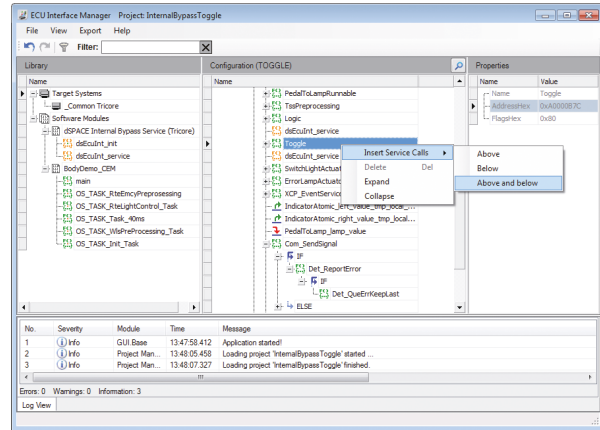 ECU Interface Manager   Project: InternalBypassToggle
File   View   Export   Help
Filter:
Library
Name
Target Systems
_Common Tricore
Software Modules
dSPACE Internal Bypass Service (Tricore)
dsEcuInt_init
dsEcuInt_service
BodyDemo_CEM
main
OS_TASK_RteEmcyPreprosessing
OS_TASK_RteLightControl_Task
OS_TASK_Task_40ms
OS_TASK_WlsPreProcessing_Task
OS_TASK_Init_Task
Configuration (TOGGLE)
Name
PedalToLampRunnable
TssPreprocessing
Logic
dsEcuInt_service
Toggle
dsEcuInt_service
SwitchLightActuat
ErrorLampActuato
XCP_EventService
IndicatorAtomic_left_value_tmp_local...
IndicatorAtomic_right_value_tmp_local...
PedalToLamp_lamp_value
Com_SendSignal
IF
Det_ReportError
IF
Det_QueErrKeepLast
ELSE
Insert Service Calls
Delete   Del
Expand
Collapse
Above
Below
Above and below
Properties
Name   Value
Name   Toggle
AddressHex   0xA0000B7C
FlagsHex   0x80
No.   Severity   Module   Time   Message
1   Info   GUI.Base   13:47:58.412   Application started!
2   Info   Project Man...   13:48:05.458   Loading project 'InternalBypassToggle' started ...
3   Info   Project Man...   13:48:07.327   Loading project 'InternalBypassToggle' finished.
Errors: 0   Warnings: 0   Information: 3
Log View